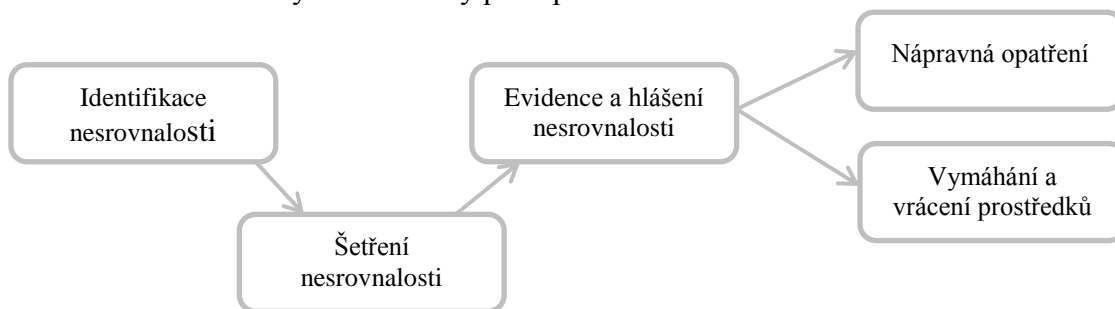 Identifikace
nesrovnalosti
Šetření
nesrovnalosti
Evidence a hlášení
nesrovnalosti
Nápravná opatření
Vymáhání a
vrácení prostředků